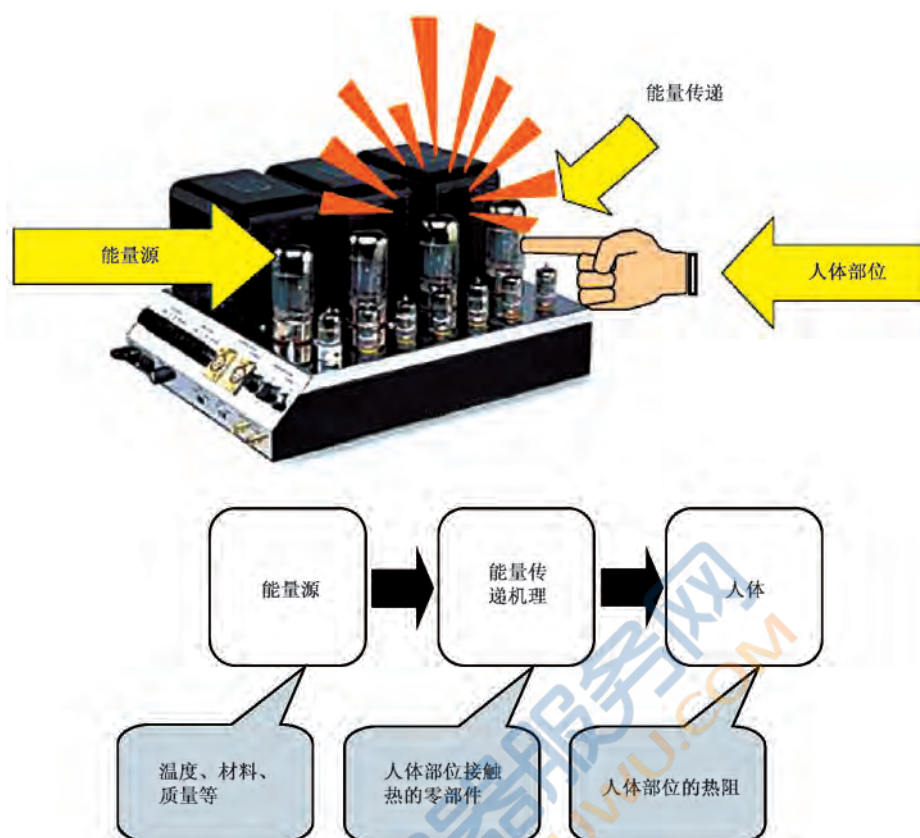 能量传递
能量源
人体部位
能量源
能量传
递机理
人体
温度、材料、
质量等
人体部位接触
热的零部件
人体部位的热阻